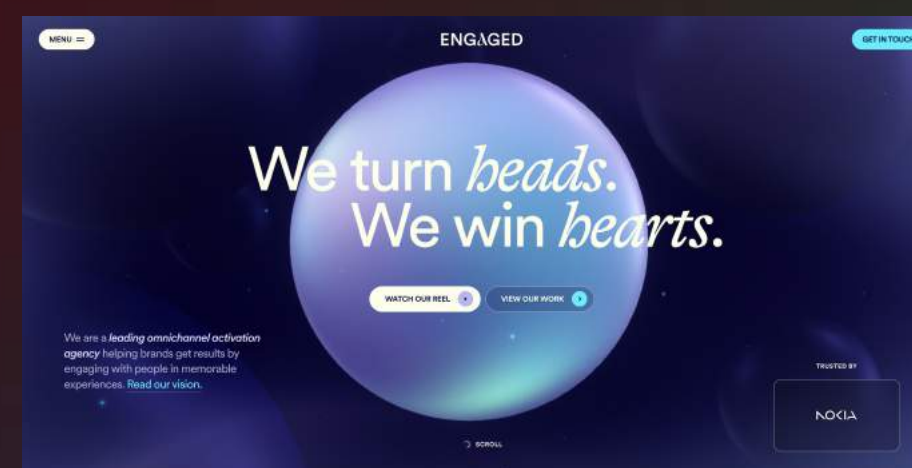 MENU
ENGAGED
GET IN TOUCH
We turn heads.
We win hearts.
WATCH OUR REEL
VIEW OUR WORK
We are a leading omnichannel activation
agency helping brands get results by
engaging with people in memorable
experiences. Read our vision.
TRUSTED BY
NOKIA
SCROLL